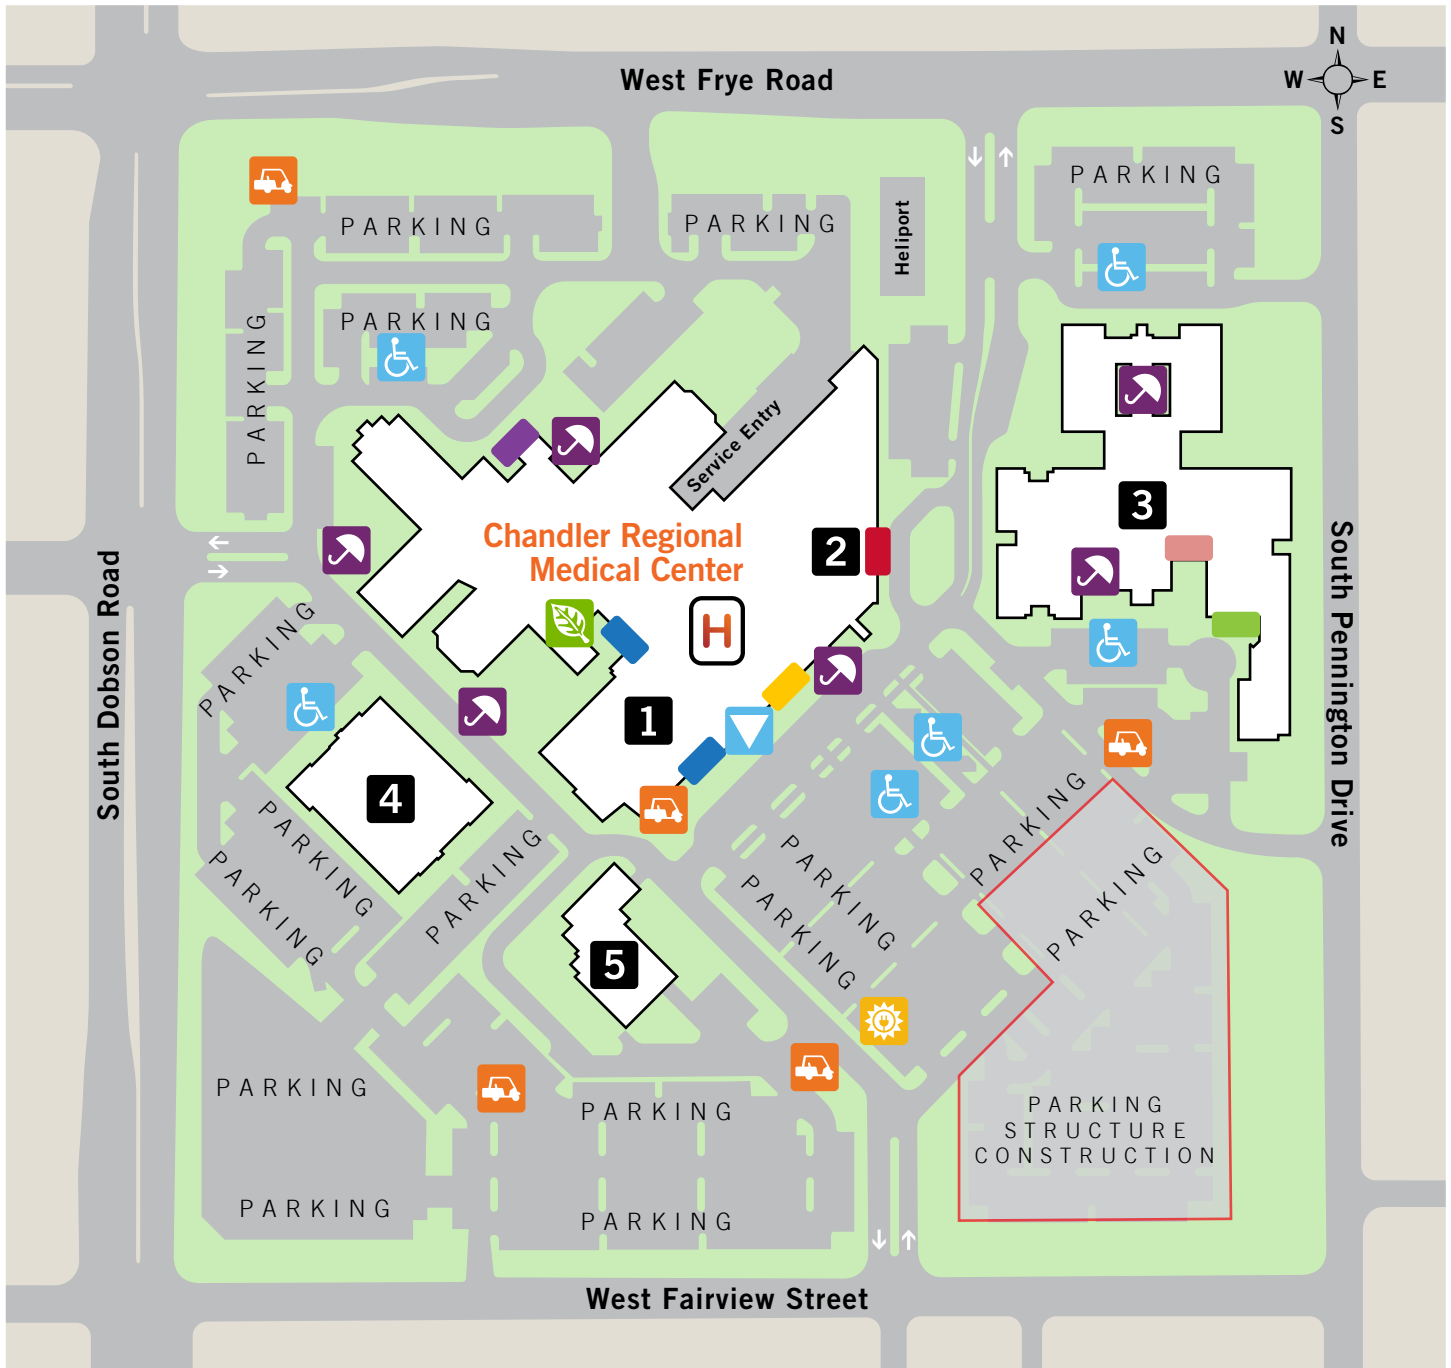 N
West Frye Road
W
E
S
PARKING
PARKING
PARKING
Heliport
PARKING
PARKING
Service Entry
3
Chandler Regional
Medical Center
2
H
PARKING
1
South Dobson Road
South Pennington Drive
4
PARKING
PARKING
PARKING
PARKING
PARKING
PARKING
PARKING
PARKING
5
PARKING
PARKING
STRUCTURE
CONSTRUCTION
PARKING
PARKING
PARKING
West Fairview Street